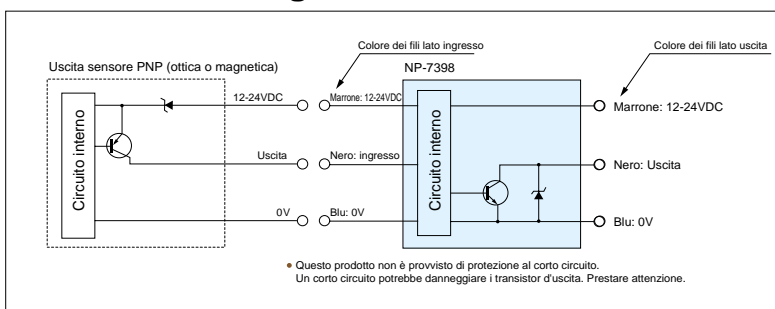 Colore dei fili lato ingresso
Colore dei fili lato uscita
Uscita sensore PNP (ottica o magnetica)
NP-7398
12-24VDC
Marrone: 12-24VDC
Marrone: 12-24VDC
Circuito interno
Circuito interno
Uscita
Nero: ingresso
Nero: Uscita
0V
Blu: 0V
Blu: 0V
• Questo prodotto non è provvisto di protezione al corto circuito.
Un corto circuito potrebbe danneggiare i transistor d'uscita. Prestare attenzione.